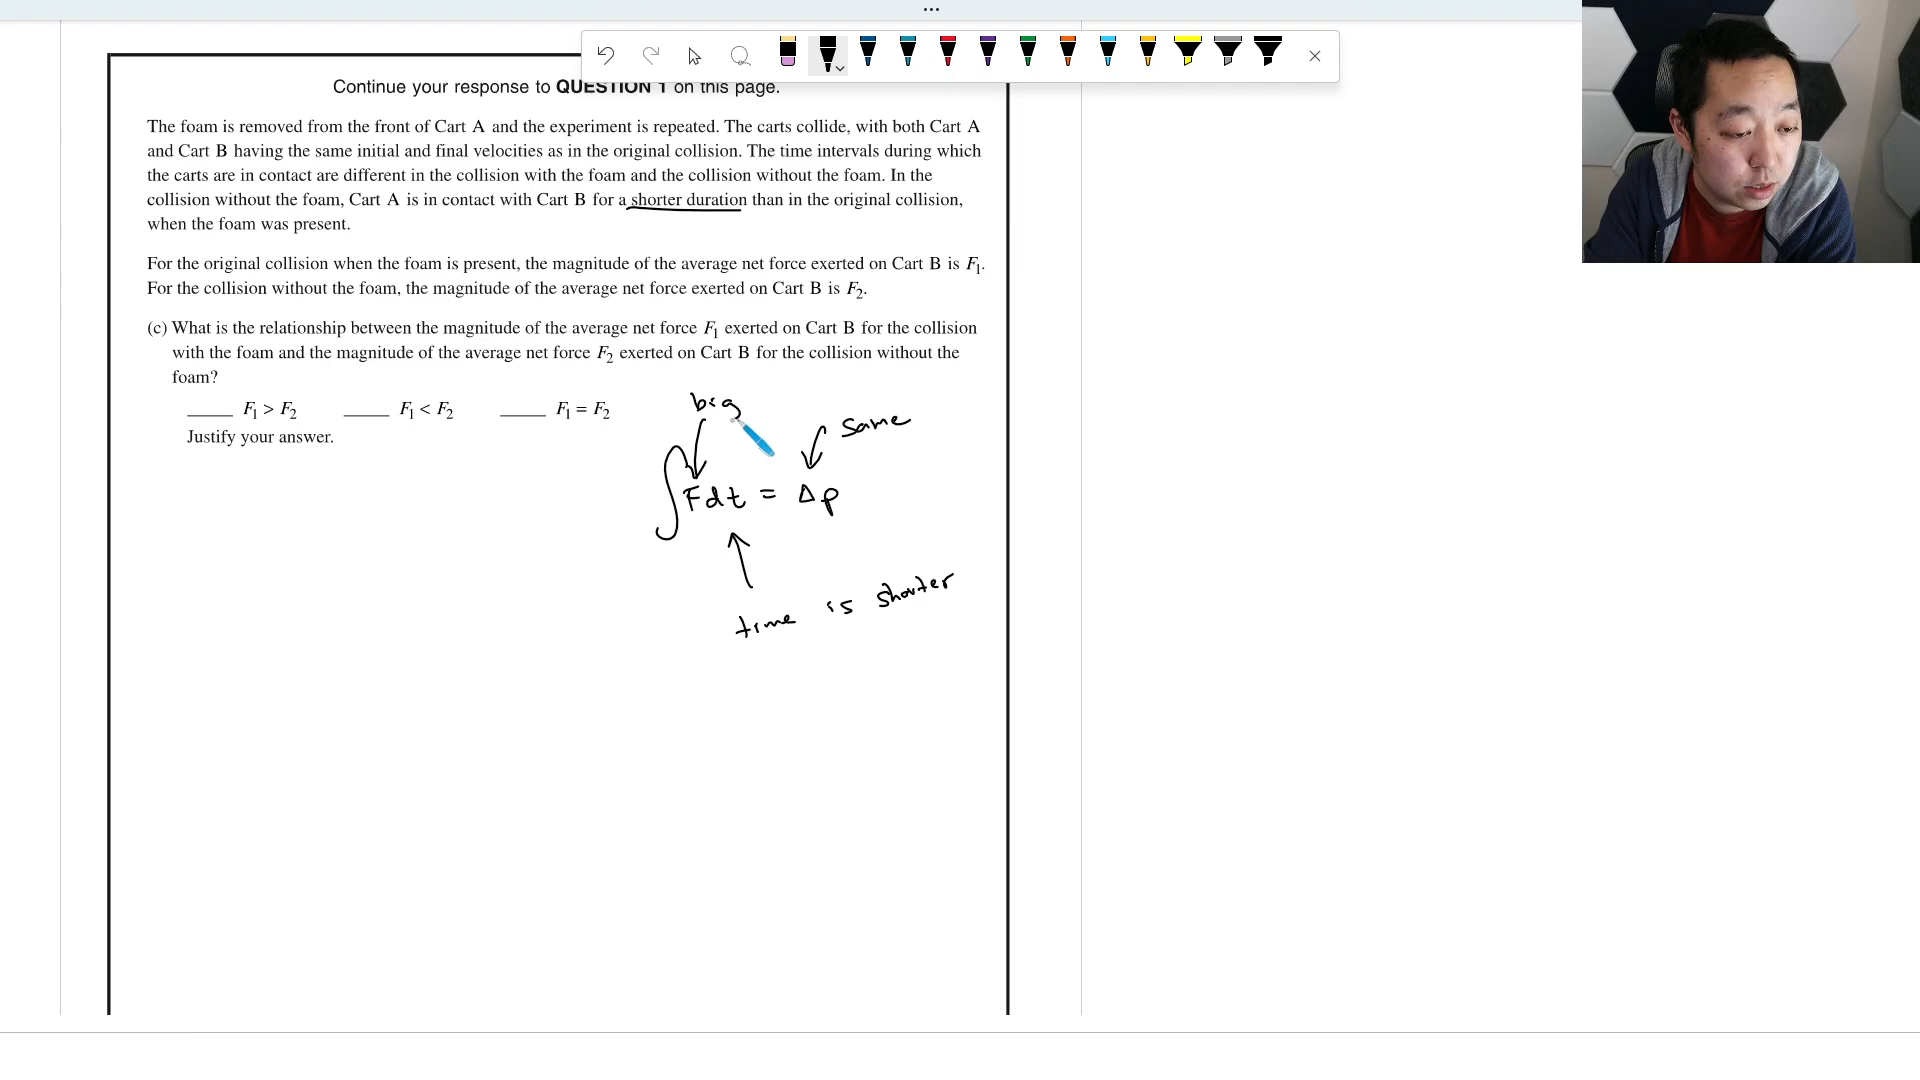 Continue your response to QUESTION 1 on this page.
The foam is removed from the front of Cart A and the experiment is repeated. The carts collide, with both Cart A
and Cart B having the same initial and final velocities as in the original collision. The time intervals during which
the carts are in contact are different in the collision with the foam and the collision without the foam. In the
collision without the foam, Cart A is in contact with Cart B for a shorter duration than in the original collision,
when the foam was present.
For the original collision when the foam is present, the magnitude of the average net force exerted on Cart B is F₁.
For the collision without the foam, the magnitude of the average net force exerted on Cart B is F₂.
(c) What is the relationship between the magnitude of the average net force F₁ exerted on Cart B for the collision
with the foam and the magnitude of the average net force F₂ exerted on Cart B for the collision without the
foam?
_____ F₁ > F₂ _____ F₁ < F₂ _____ F₁ = F₂
Justify your answer.
big
same
∫Fdt = Δp
time is shorter